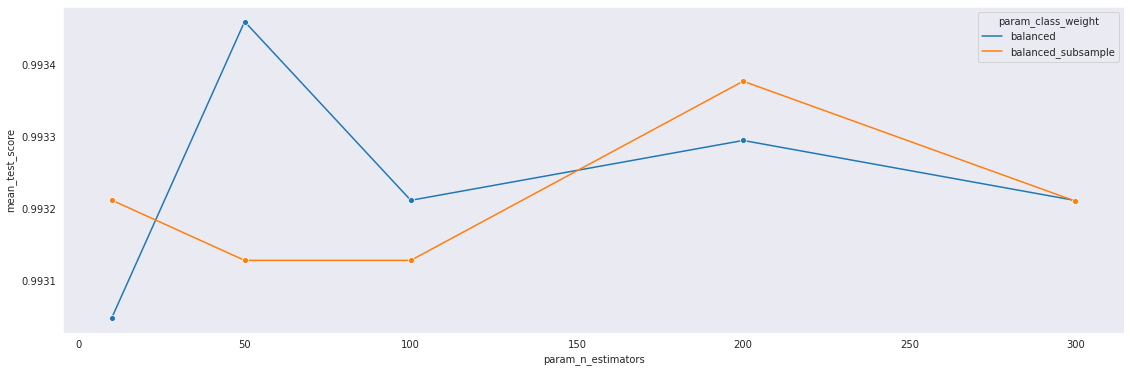 param_class_weight
balanced
balanced_subsample
mean_test_score
0.9934
0.9933
0.9932
0.9931
0 50 100 150 200 250 300
param_n_estimators